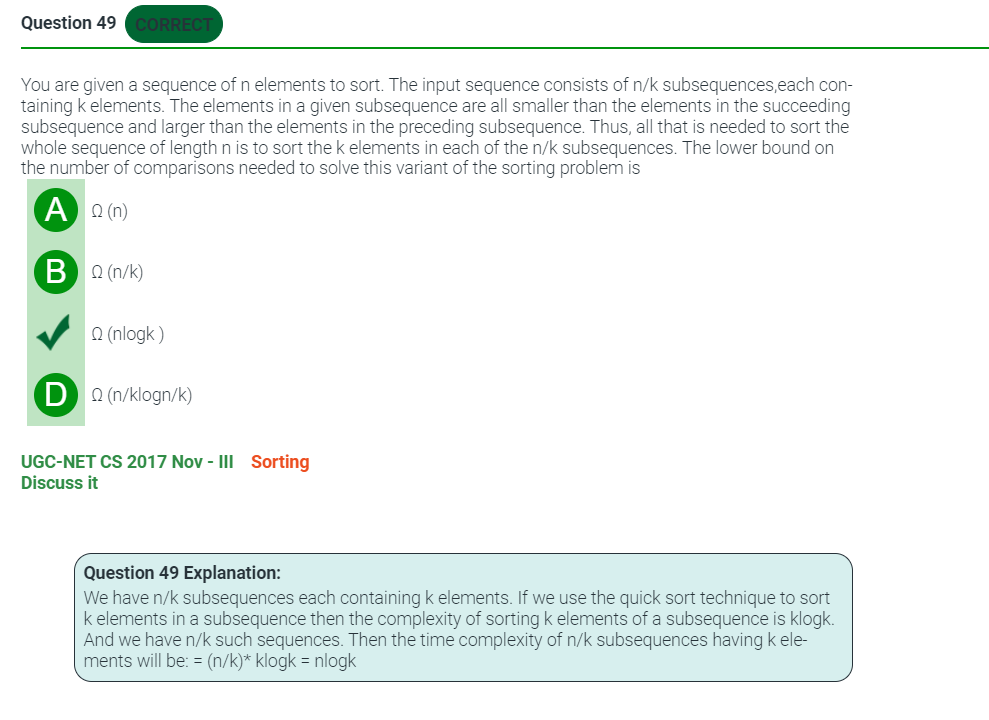 Question 49 CORRECT
You are given a sequence of n elements to sort. The input sequence consists of n/k subsequences,each con-
taining k elements. The elements in a given subsequence are all smaller than the elements in the succeeding
subsequence and larger than the elements in the preceding subsequence. Thus, all that is needed to sort the
whole sequence of length n is to sort the k elements in each of the n/k subsequences. The lower bound on
the number of comparisons needed to solve this variant of the sorting problem is
A Ω (n)
B Ω (n/k)
Ω (nlogk )
D Ω (n/klogn/k)
UGC-NET CS 2017 Nov - III Sorting
Discuss it
Question 49 Explanation:
We have n/k subsequences each containing k elements. If we use the quick sort technique to sort
k elements in a subsequence then the complexity of sorting k elements of a subsequence is klogk.
And we have n/k such sequences. Then the time complexity of n/k subsequences having k ele-
ments will be: = (n/k)* klogk = nlogk